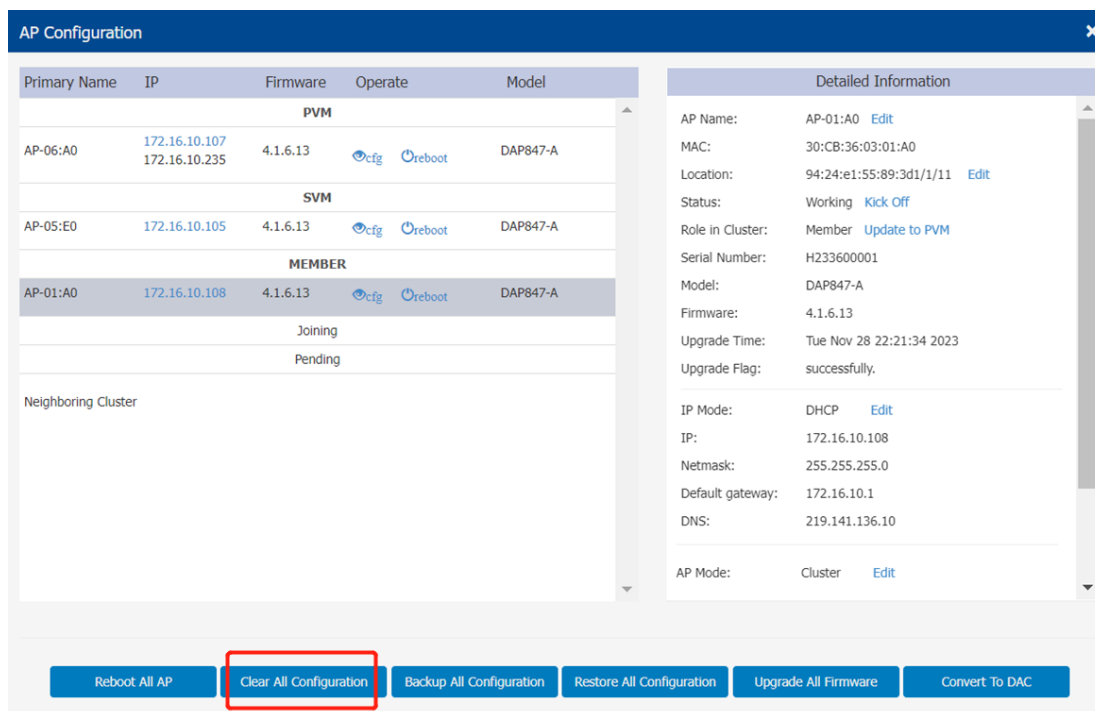 AP Configuration
Primary Name IP Firmware Operate Model
PVM
AP-06:A0 172.16.10.107 172.16.10.235 4.1.6.13 cfg reboot DAP847-A
SVM
AP-05:E0 172.16.10.105 4.1.6.13 cfg reboot DAP847-A
MEMBER
AP-01:A0 172.16.10.108 4.1.6.13 cfg reboot DAP847-A
Joining
Pending
Neighboring Cluster
Detailed Information
AP Name: AP-01:A0 Edit
MAC: 30:CB:36:03:01:A0
Location: 94:24:e1:55:89:3d1/1/11 Edit
Status: Working Kick Off
Role in Cluster: Member Update to PVM
Serial Number: H233600001
Model: DAP847-A
Firmware: 4.1.6.13
Upgrade Time: Tue Nov 28 22:21:34 2023
Upgrade Flag: successfully.
IP Mode: DHCP Edit
IP: 172.16.10.108
Netmask: 255.255.255.0
Default gateway: 172.16.10.1
DNS: 219.141.136.10
AP Mode: Cluster Edit
Reboot All AP Clear All Configuration Backup All Configuration Restore All Configuration Upgrade All Firmware Convert To DAC